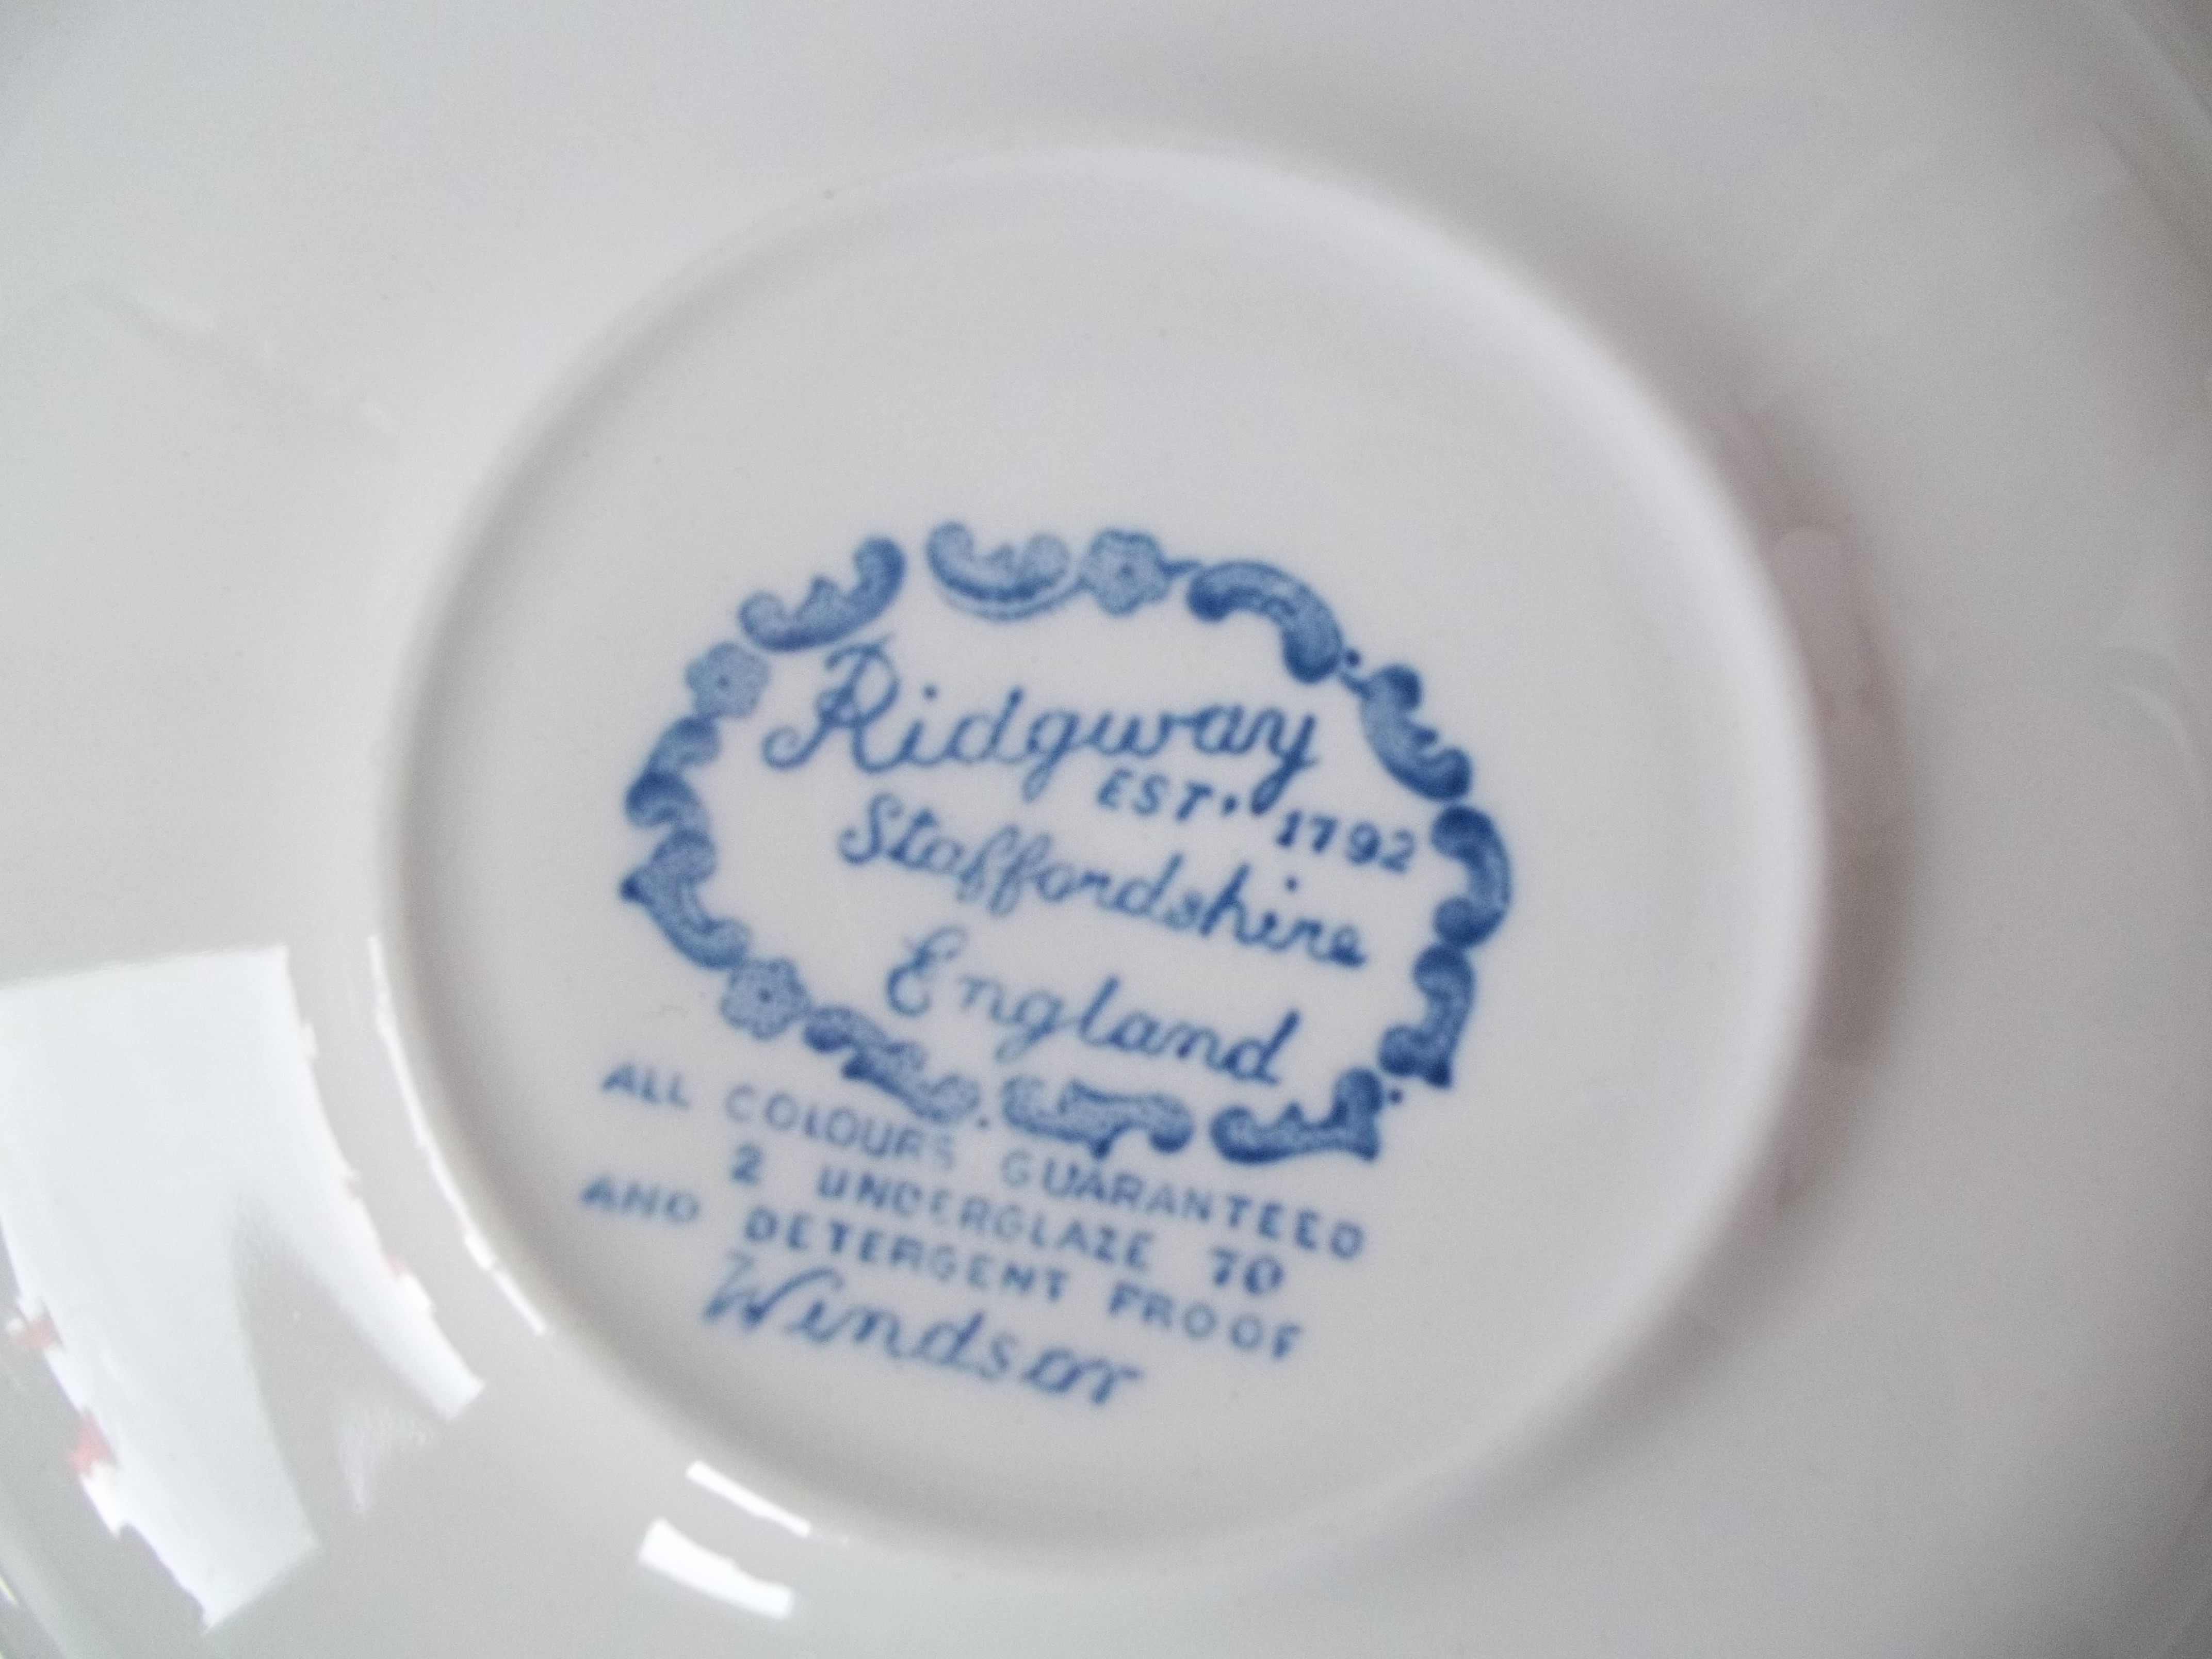 Ridgway
EST. 1792
Staffordshire
England
ALL COLOURS GUARANTEED
2 UNDERGLAZE 70
AND DETERGENT PROOF
Windsor